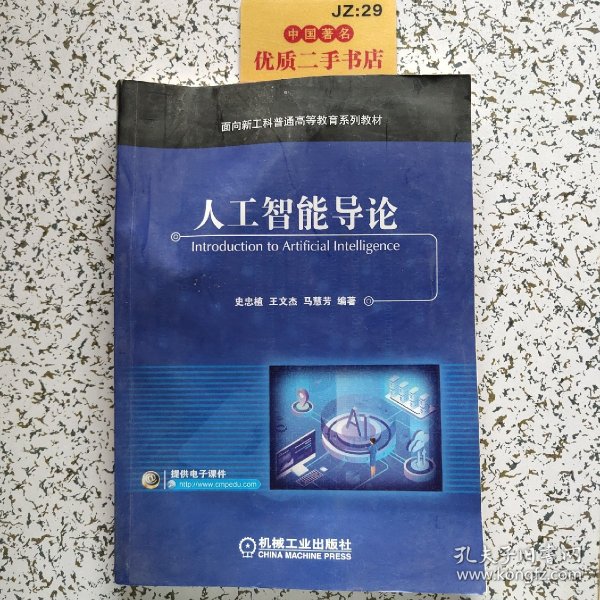 JZ:29
中国著名
优质二手书店
面向新工科普通高等教育系列教材
人工智能导论
Introduction to Artificial Intelligence
史忠植 王文杰 马慧芳 编著
AI
提供电子课件
http://www.cmpedu.com
机械工业出版社
CHINA MACHINE PRESS
孔夫子旧书网
www.kongfz.com